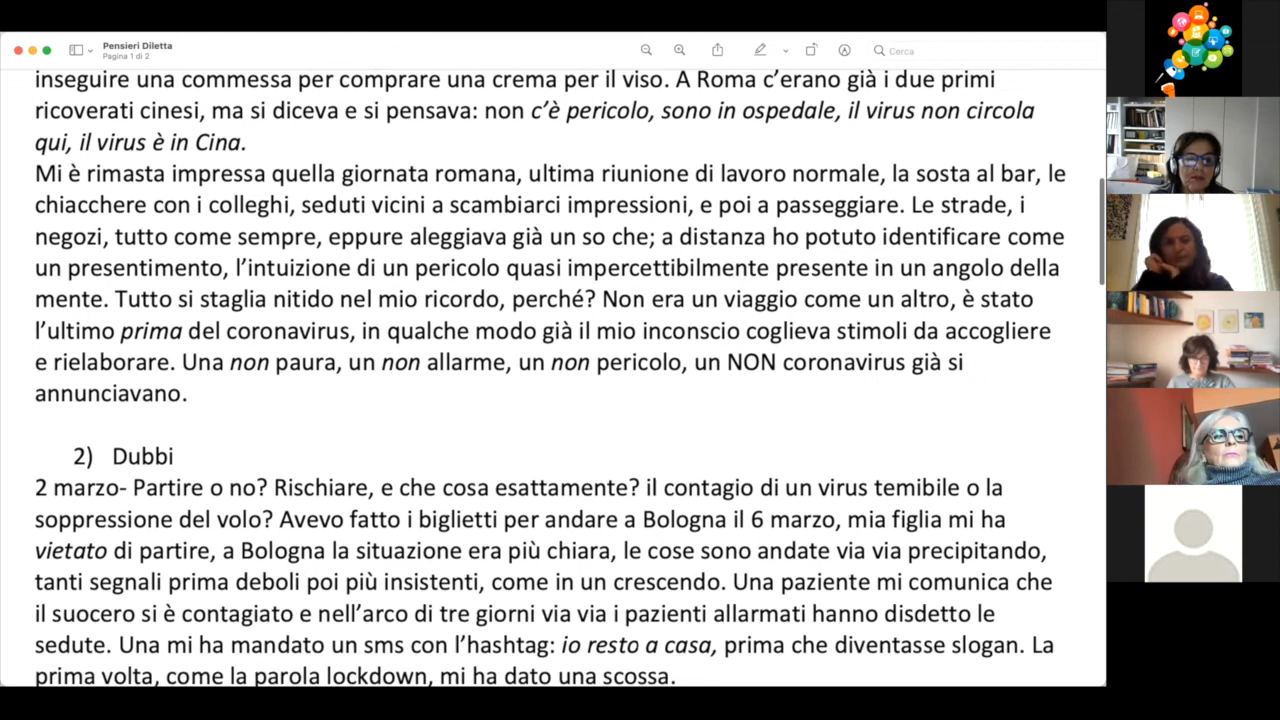 Pensieri Diletta
Pagina 1 di 2
Cerca
inseguire una commessa per comprare una crema per il viso. A Roma c’erano già i due primi
ricoverati cinesi, ma si diceva e si pensava: non c’è pericolo, sono in ospedale, il virus non circola
qui, il virus è in Cina.
Mi è rimasta impressa quella giornata romana, ultima riunione di lavoro normale, la sosta al bar, le
chiacchere con i colleghi, seduti vicini a scambiarci impressioni, e poi a passeggiare. Le strade, i
negozi, tutto come sempre, eppure aleggiava già un so che; a distanza ho potuto identificare come
un presentimento, l’intuizione di un pericolo quasi impercettibilmente presente in un angolo della
mente. Tutto si staglia nitido nel mio ricordo, perché? Non era un viaggio come un altro, è stato
l’ultimo prima del coronavirus, in qualche modo già il mio inconscio coglieva stimoli da accogliere
e rielaborare. Una non paura, un non allarme, un non pericolo, un NON coronavirus già si
annunciavano.
2) Dubbi
2 marzo- Partire o no? Rischiare, e che cosa esattamente? il contagio di un virus temibile o la
soppressione del volo? Avevo fatto i biglietti per andare a Bologna il 6 marzo, mia figlia mi ha
vietato di partire, a Bologna la situazione era più chiara, le cose sono andate via via precipitando,
tanti segnali prima deboli poi più insistenti, come in un crescendo. Una paziente mi comunica che
il suocero si è contagiato e nell’arco di tre giorni via via i pazienti allarmati hanno disdetto le
sedute. Una mi ha mandato un sms con l’hashtag: io resto a casa, prima che diventasse slogan. La
prima volta, come la parola lockdown, mi ha dato una scossa.